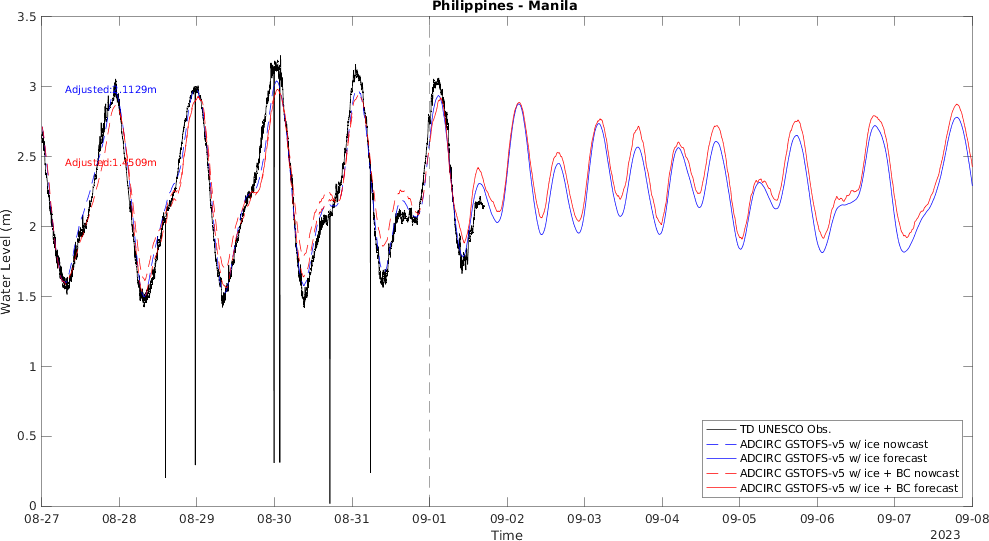 Philippines - Manila
3.5
3
2.5
2
1.5
1
0.5
0
Water Level (m)
Adjusted:
Adjusted:1.4509m
TD UNESCO Obs.
ADCIRC GSTOFS-v5 w/ ice nowcast
ADCIRC GSTOFS-v5 w/ ice forecast
ADCIRC GSTOFS-v5 w/ ice + BC nowcast
ADCIRC GSTOFS-v5 w/ ice + BC forecast
08-27 08-28 08-29 08-30 08-31 09-01 09-02 09-03 09-04 09-05 09-06 09-07 09-08
Time
2023